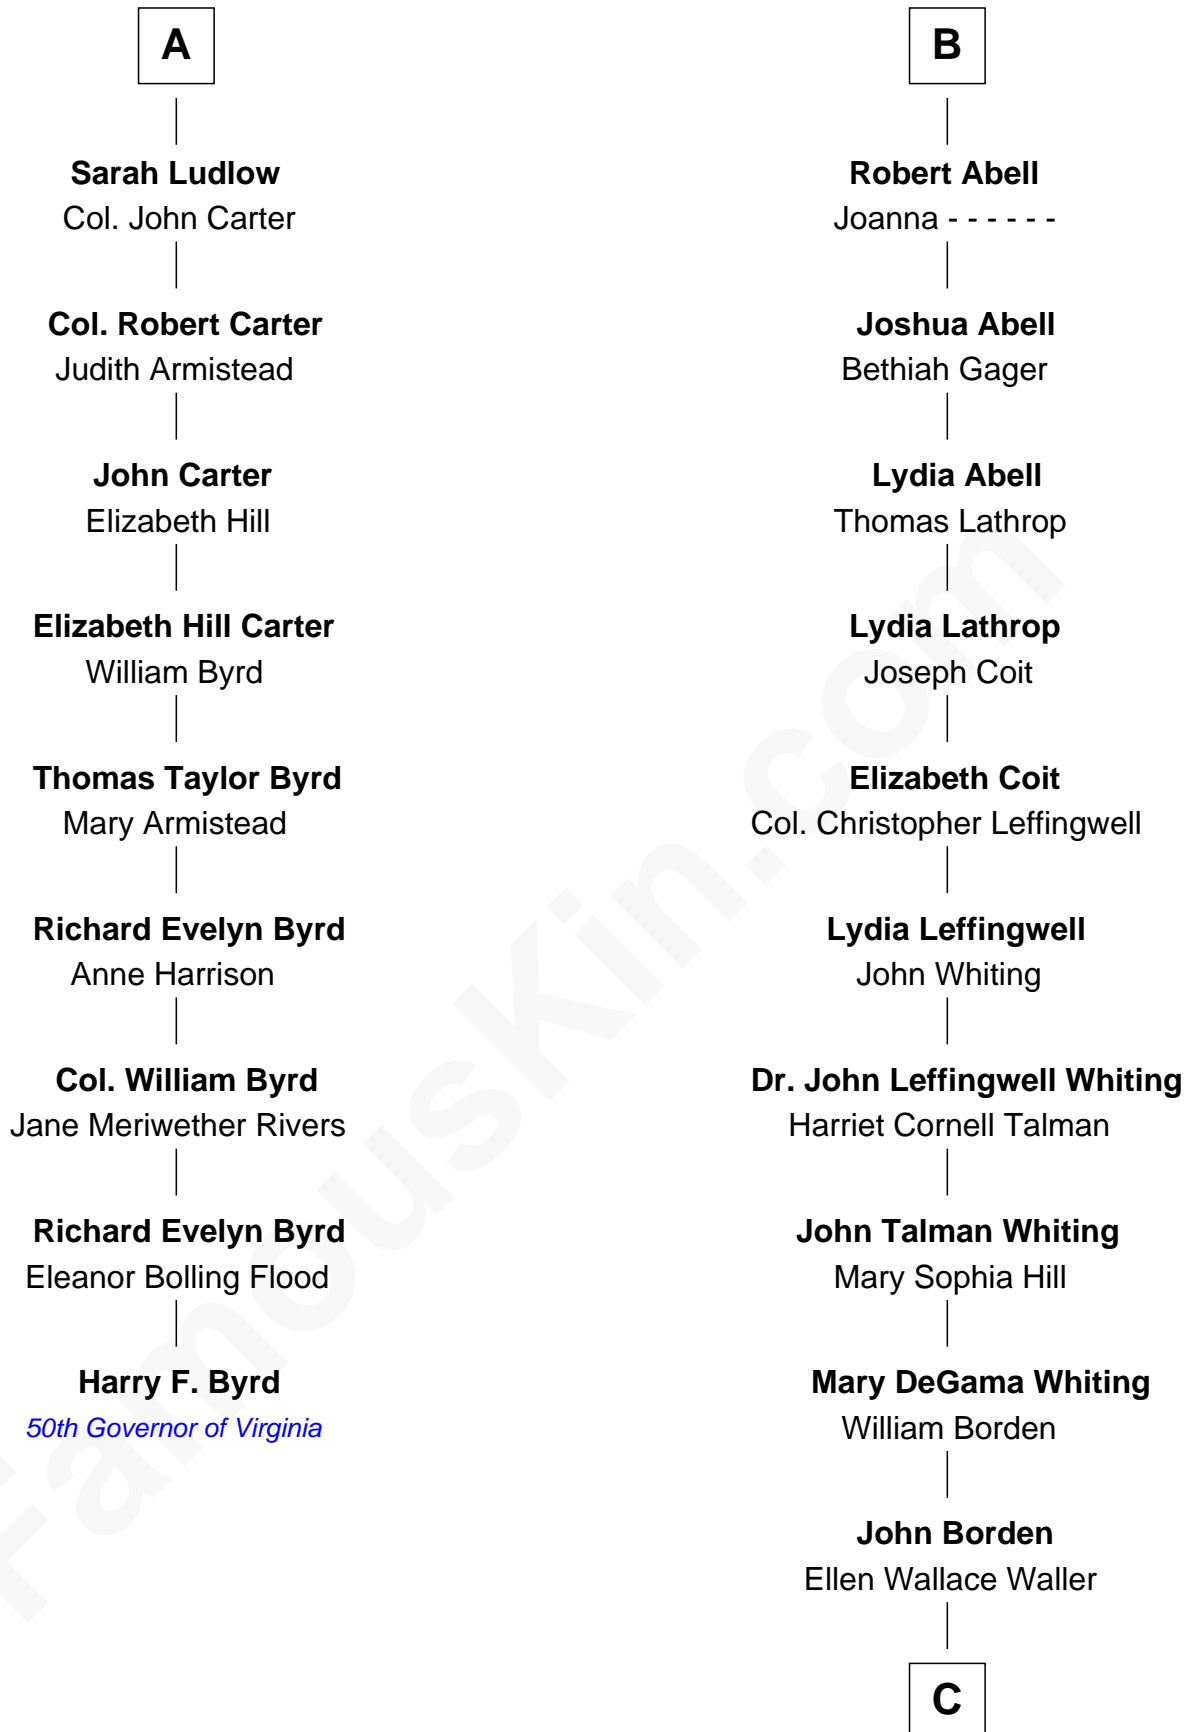 A
Sarah Ludlow
Col. John Carter
Col. Robert Carter
Judith Armistead
John Carter
Elizabeth Hill
Elizabeth Hill Carter
William Byrd
Thomas Taylor Byrd
Mary Armistead
Richard Evelyn Byrd
Anne Harrison
Col. William Byrd
Jane Meriwether Rivers
Richard Evelyn Byrd
Eleanor Bolling Flood
Harry F. Byrd
50th Governor of Virginia
B
Robert Abell
Joanna - - - - - -
Joshua Abell
Bethiah Gager
Lydia Abell
Thomas Lathrop
Lydia Lathrop
Joseph Coit
Elizabeth Coit
Col. Christopher Leffingwell
Lydia Leffingwell
John Whiting
Dr. John Leffingwell Whiting
Harriet Cornell Talman
John Talman Whiting
Mary Sophia Hill
Mary DeGama Whiting
William Borden
John Borden
Ellen Wallace Waller
C
FamousKin.com